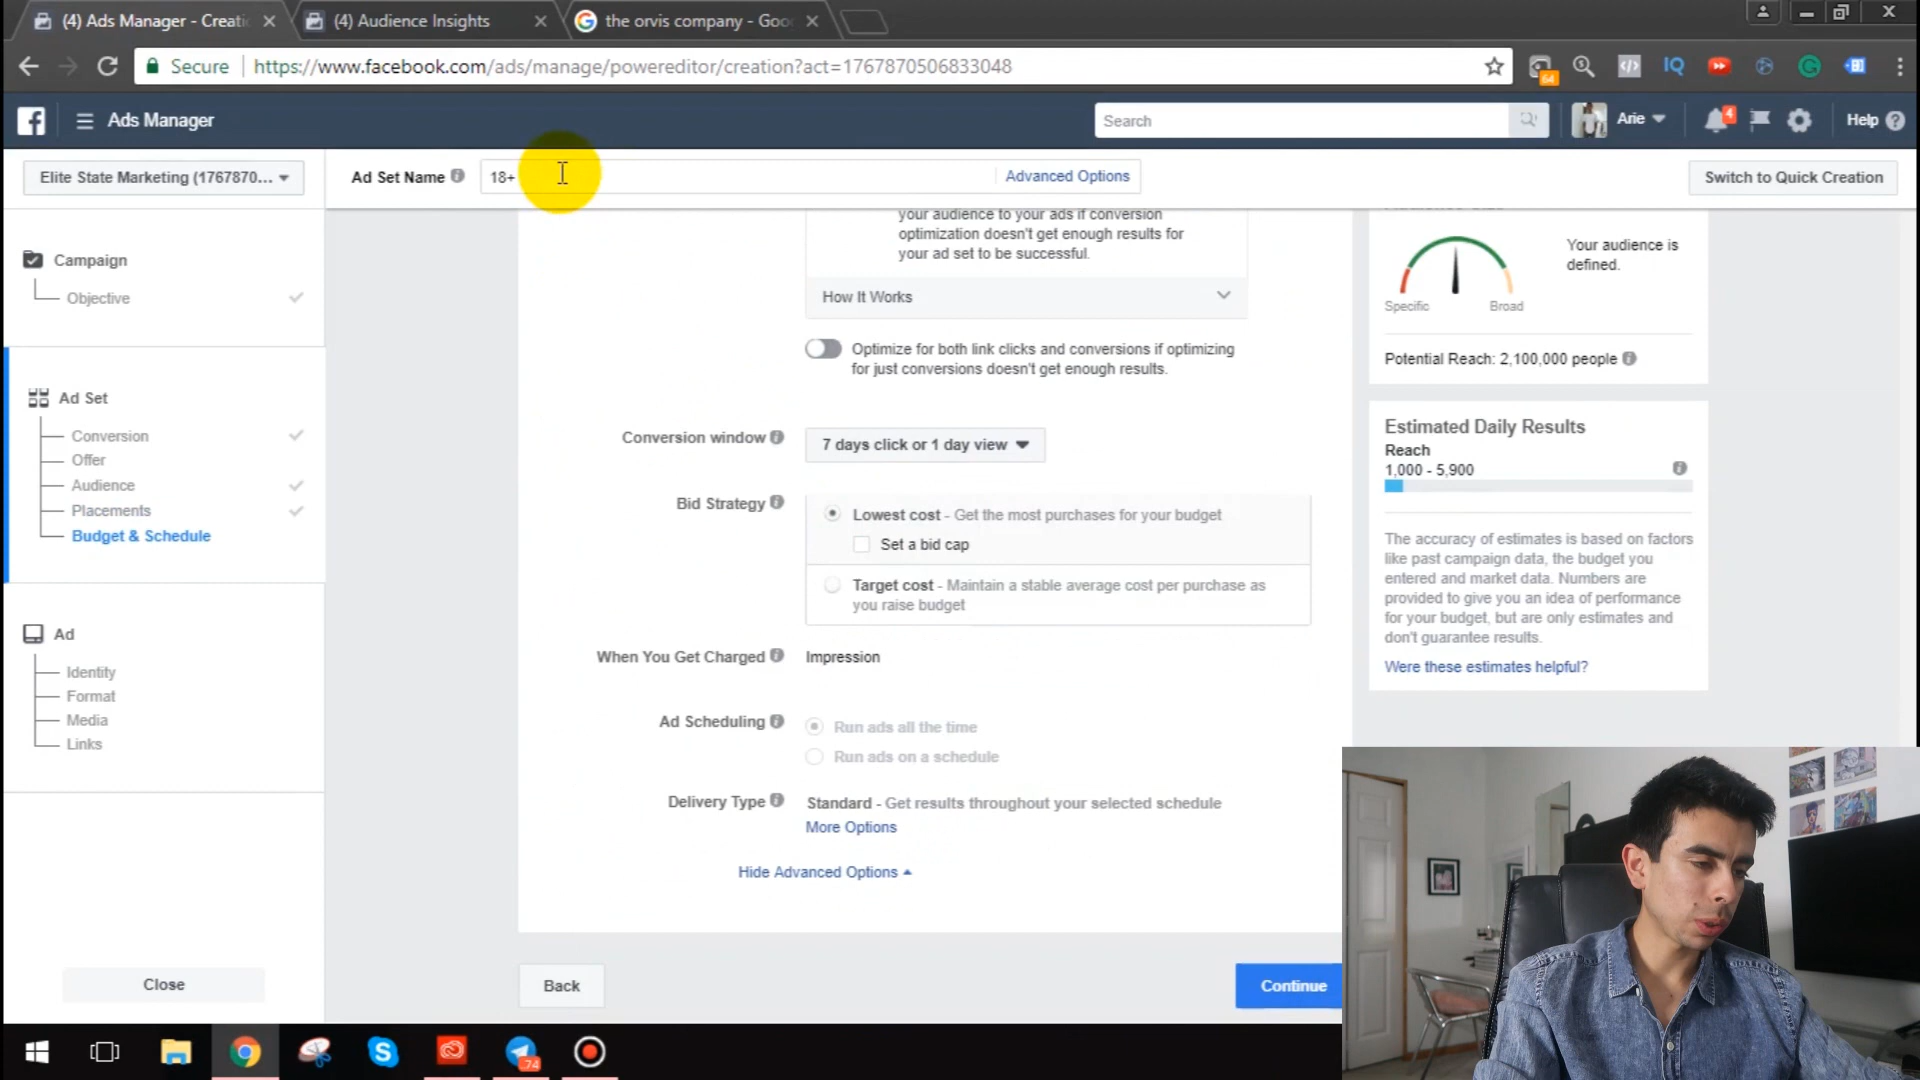 (4) Ads Manager - Creati
(4) Audience Insights
the orvis company - Goo
Secure
https://www.facebook.com/ads/manage/powereditor/creation?act=1767870506833048
64
IQ
Ads Manager
Search
Arie
4
Help
Elite State Marketing (1767870...
Ad Set Name
18+
Advanced Options
Switch to Quick Creation
Campaign
Objective
Ad Set
Conversion
Offer
Audience
Placements
Budget & Schedule
Ad
Identity
Format
Media
Links
Close
your audience to your ads if conversion
optimization doesn't get enough results for
your ad set to be successful.
How It Works
Optimize for both link clicks and conversions if optimizing
for just conversions doesn't get enough results.
Conversion window
7 days click or 1 day view
Bid Strategy
Lowest cost - Get the most purchases for your budget
Set a bid cap
Target cost - Maintain a stable average cost per purchase as
you raise budget
When You Get Charged
Impression
Ad Scheduling
Run ads all the time
Run ads on a schedule
Delivery Type
Standard - Get results throughout your selected schedule
More Options
Hide Advanced Options
Back
Continue
Your audience is
defined.
Specific
Broad
Potential Reach: 2,100,000 people
Estimated Daily Results
Reach
1,000 - 5,900
The accuracy of estimates is based on factors
like past campaign data, the budget you
entered and market data. Numbers are
provided to give you an idea of performance
for your budget, but are only estimates and
don't guarantee results.
Were these estimates helpful?
74